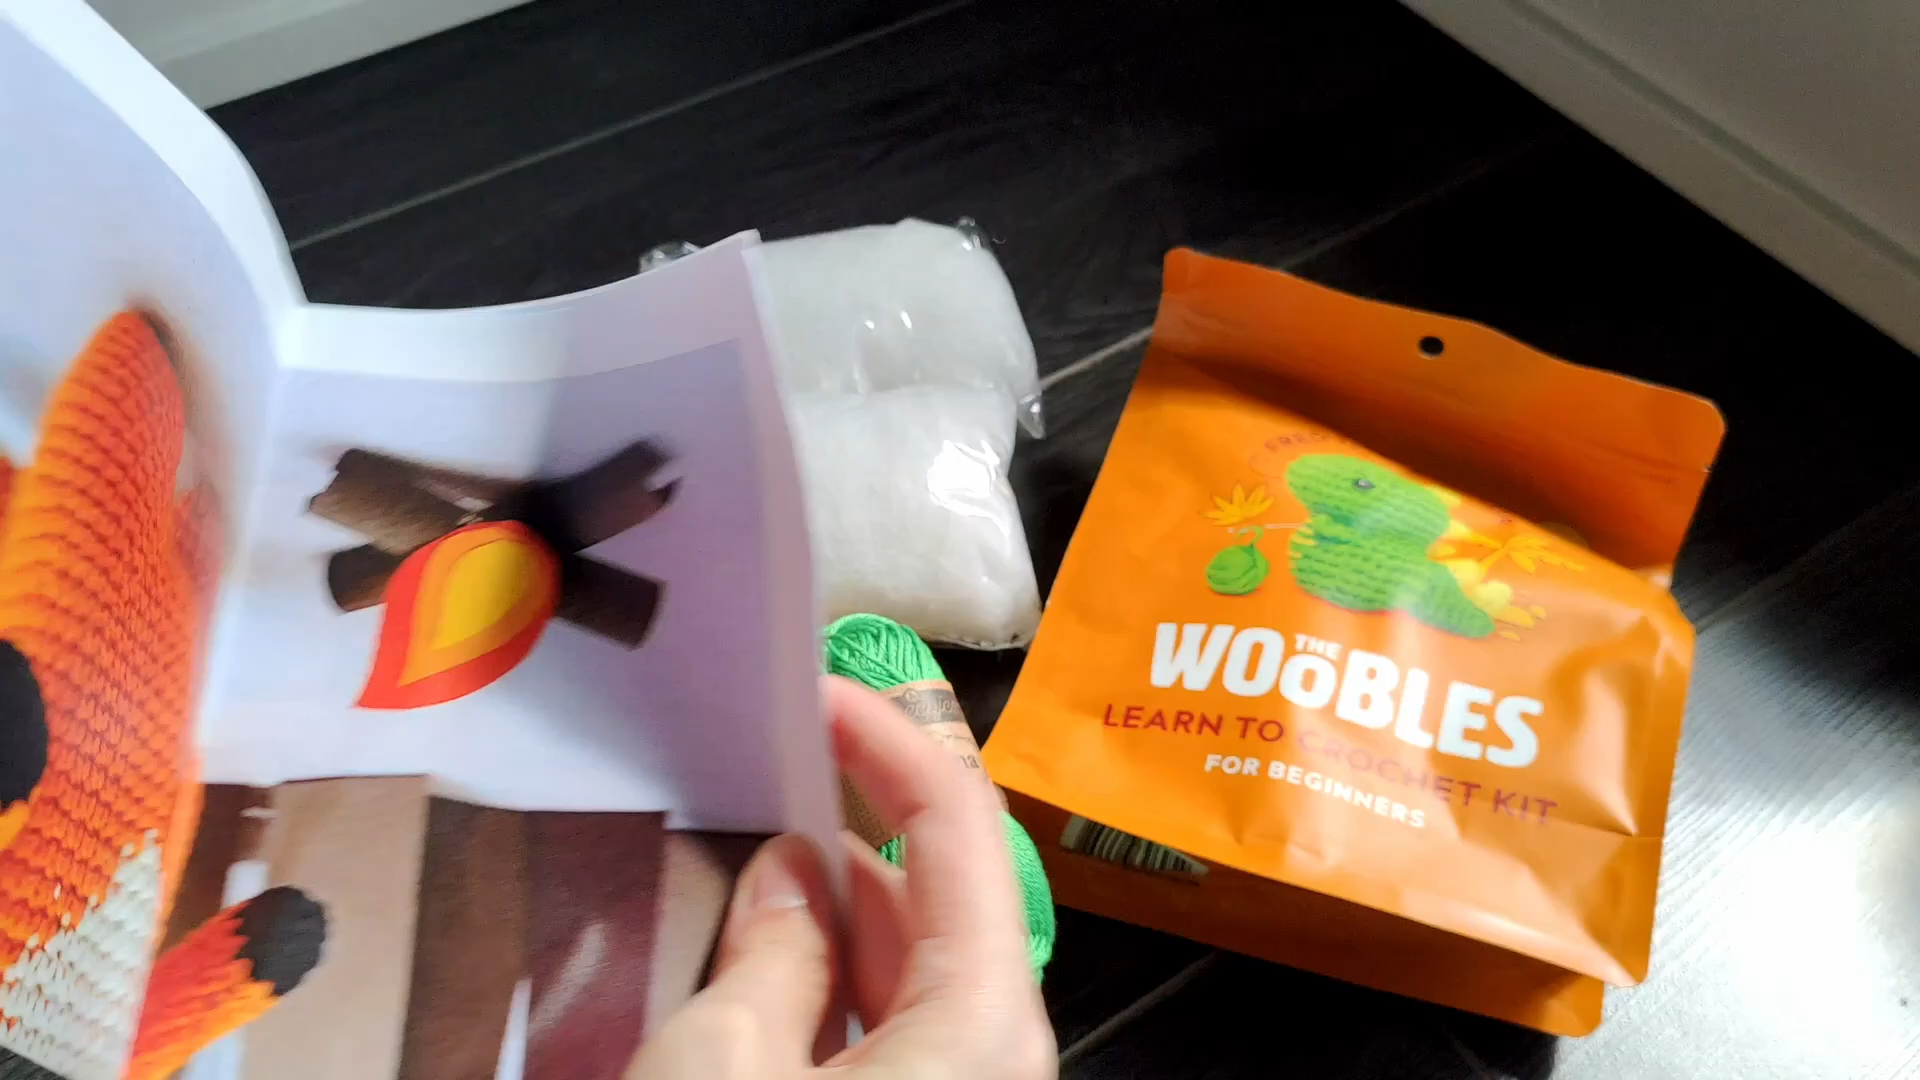 THE
WOOBLES
LEARN TO CROCHET KIT
FOR BEGINNERS